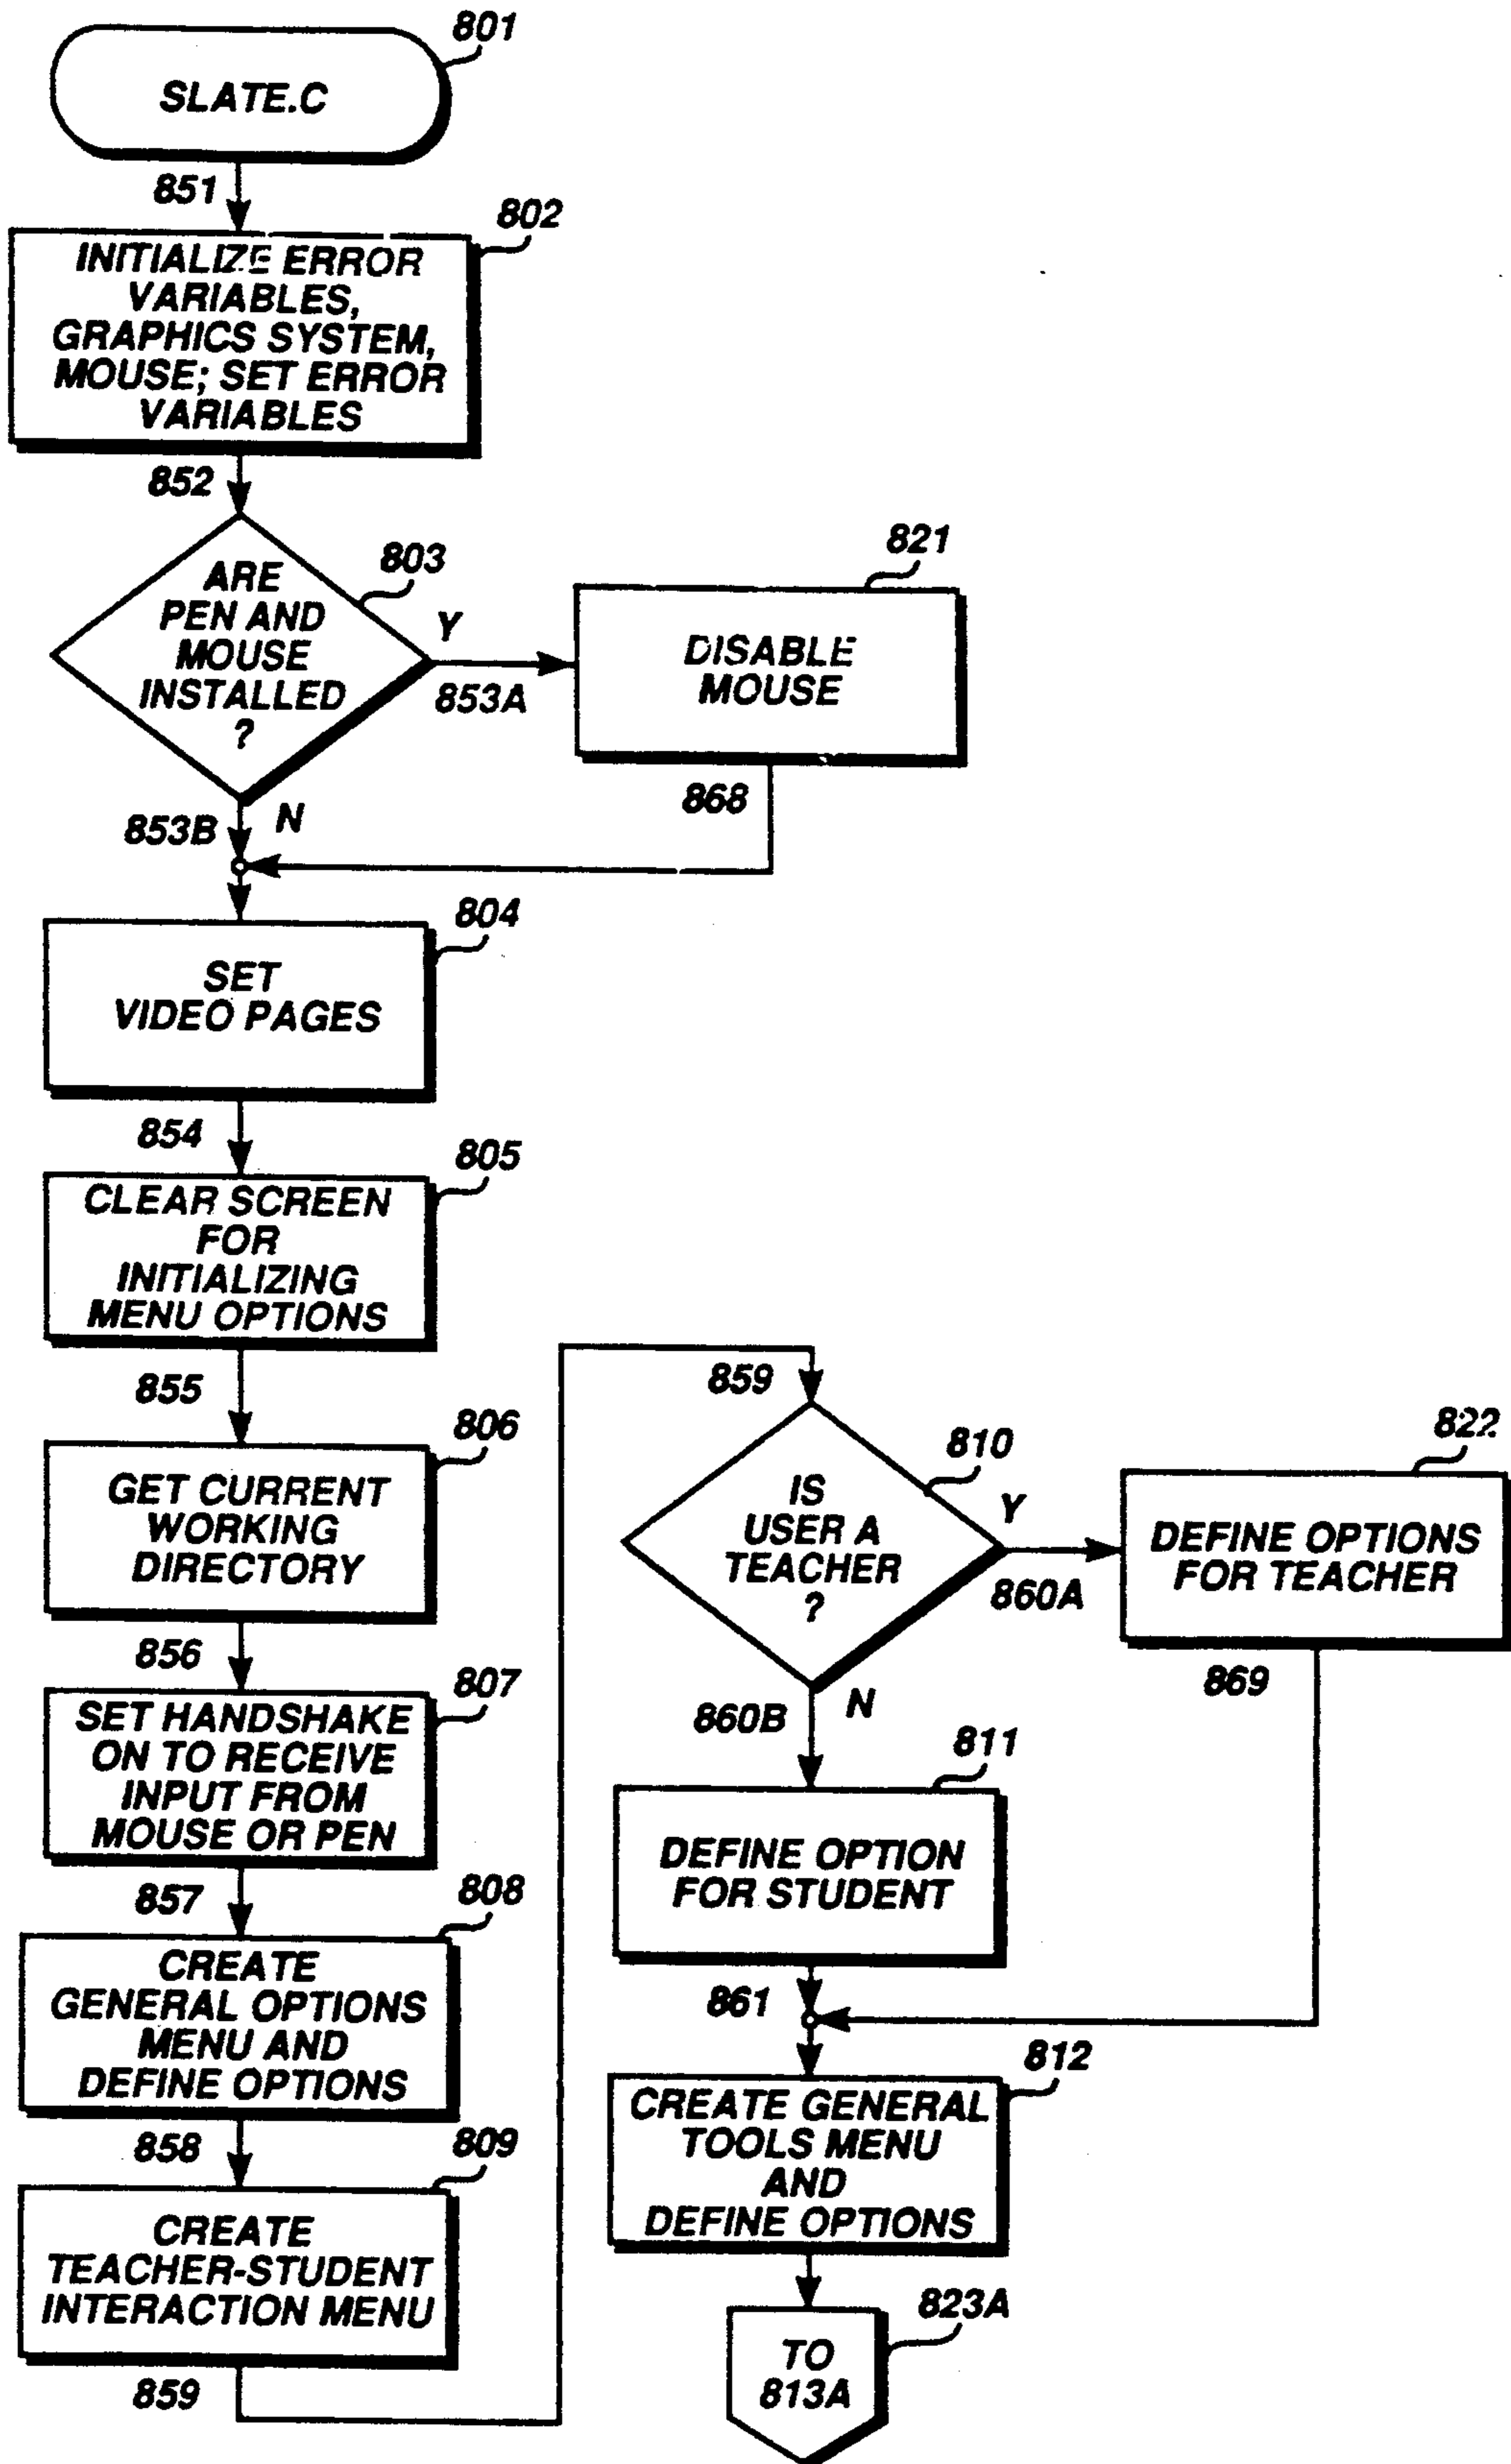 801
SLATE.C
851
802
INITIALIZE ERROR
VARIABLES,
GRAPHICS SYSTEM,
MOUSE; SET ERROR
VARIABLES
852
803
ARE
PEN AND
MOUSE
INSTALLED
?
Y
853A
821
DISABLE
MOUSE
868
853B
N
804
SET
VIDEO PAGES
854
805
CLEAR SCREEN
FOR
INITIALIZING
MENU OPTIONS
855
806
GET CURRENT
WORKING
DIRECTORY
856
807
SET HANDSHAKE
ON TO RECEIVE
INPUT FROM
MOUSE OR PEN
857
808
CREATE
GENERAL OPTIONS
MENU AND
DEFINE OPTIONS
858
809
CREATE
TEACHER-STUDENT
INTERACTION MENU
859
859
810
IS
USER A
TEACHER
?
Y
860A
822
DEFINE OPTIONS
FOR TEACHER
869
860B
N
811
DEFINE OPTION
FOR STUDENT
861
812
CREATE GENERAL
TOOLS MENU
AND
DEFINE OPTIONS
823A
TO
813A